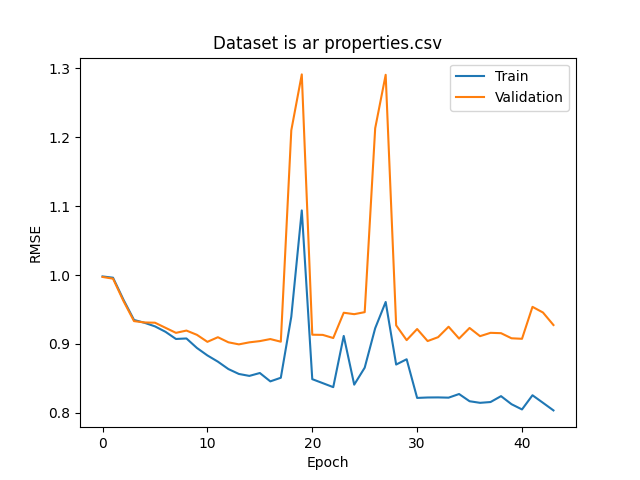 Dataset is ar properties.csv
Train
Validation
1.3
1.2
1.1
1.0
0.9
0.8
RMSE
0
10
20
30
40
Epoch